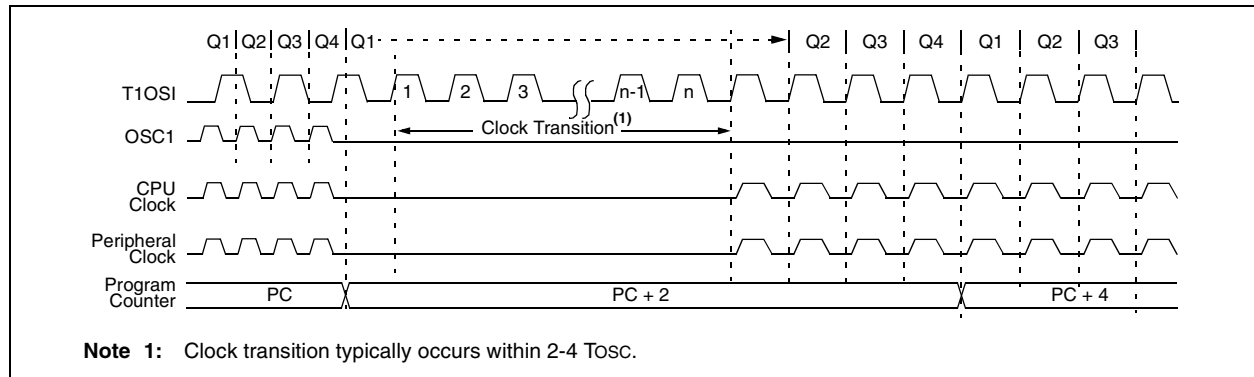 Q1 Q2 Q3 Q4 Q1 Q2 Q3 Q4 Q1 Q2 Q3
T1OSI 1 2 3 n-1 n
OSC1 Clock Transition(1)
CPU
Clock
Peripheral
Clock
Program
Counter PC PC + 2 PC + 4
Note 1: Clock transition typically occurs within 2-4 TOSC.